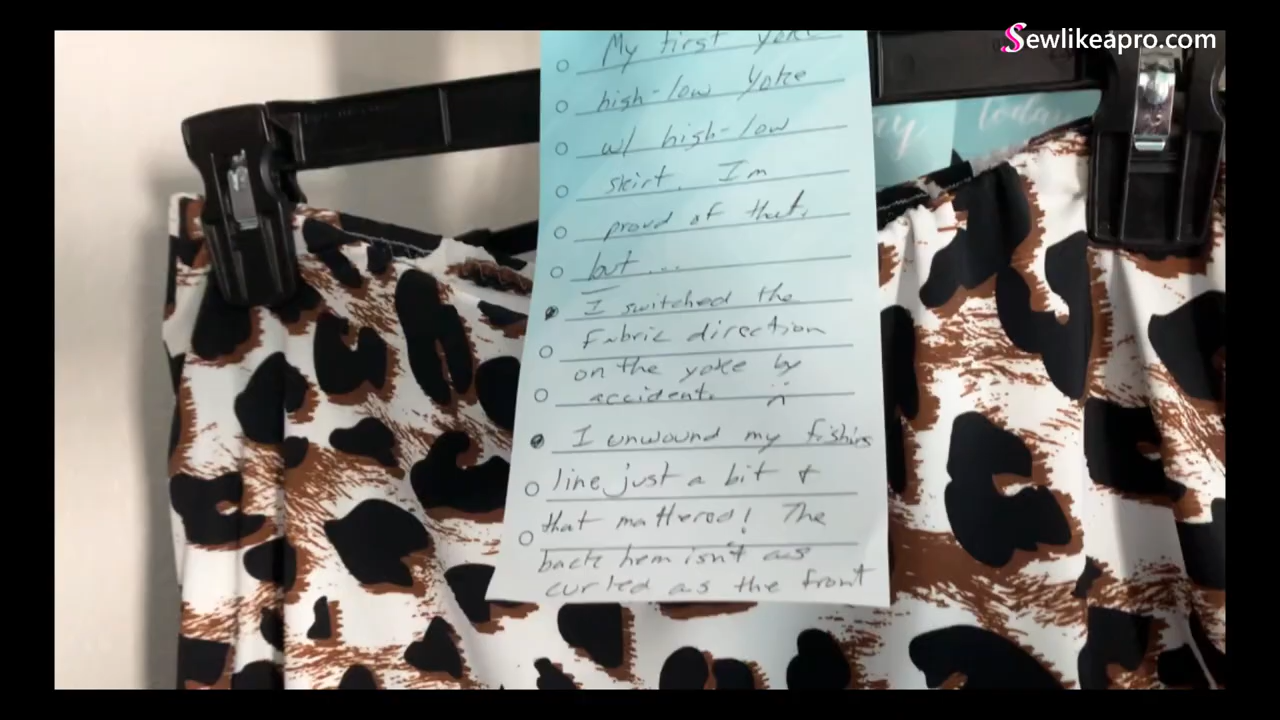 Sewlikeapro.com
My first yoke
high-low yoke
w/ high-low
skirt. Im
proud of that,
but...
I switched the
fabric direction
on the yoke by
accident. :(
I unwound my fishing
line just a bit +
that mattered! The
back hem isn't as
curled as the front
today